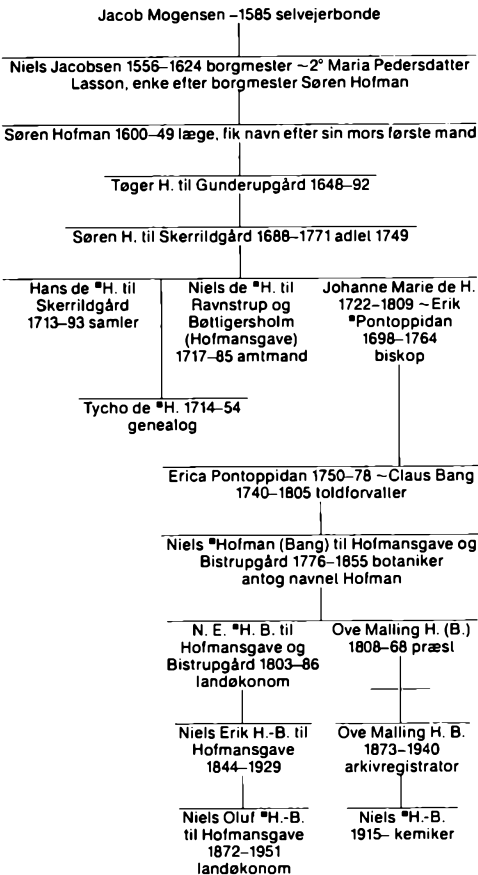 Jacob Mogensen –1585 selvejerbonde
Niels Jacobsen 1556–1624 borgmester ~2° Maria Pedersdatter
Lasson, enke efter borgmester Søren Hofman
Søren Hofman 1600–49 læge, fik navn efter sin mors første mand
Tøger H. til Gunderupgård 1648–92
Søren H. til Skerrildgård 1688–1771 adlet 1749
Hans de ■H. til
Skerrildgård
1713–93 samler
Niels de ■H. til
Ravnstrup og
Bøttigersholm
(Hofmansgave)
1717–85 amtmand
Johanne Marie de H.
1722–1809 ~Erik
■Pontoppidan
1698–1764
biskop
Tycho de ■H. 1714–54
genealog
Erica Pontoppidan 1750–78 ~Claus Bang
1740–1805 toldforvalter
Niels ■Hofman (Bang) til Hofmansgave og
Bistrupgård 1776–1855 botaniker
antog navnet Hofman
N. E. ■H. B. til
Hofmansgave og
Bistrupgård 1803–86
landøkonom
Ove Malling H. (B.)
1808–68 præst
Niels Erik H.-B. til
Hofmansgave
1844–1929
Ove Malling H. B.
1873–1940
arkivregistrator
Niels Oluf ■H.-B.
til Hofmansgave
1872–1951
landøkonom
Niels ■H.-B.
1915– kemiker